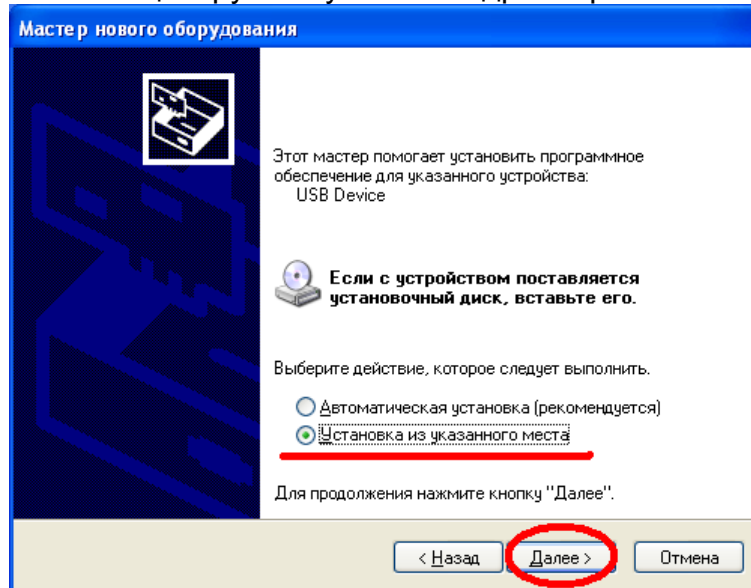 Мастер нового оборудования
Этот мастер помогает установить программное
обеспечение для указанного устройства:
USB Device
Если с устройством поставляется
установочный диск, вставьте его.
Выберите действие, которое следует выполнить.
Автоматическая установка (рекомендуется)
Установка из указанного места
Для продолжения нажмите кнопку "Далее".
< Назад Далее > Отмена